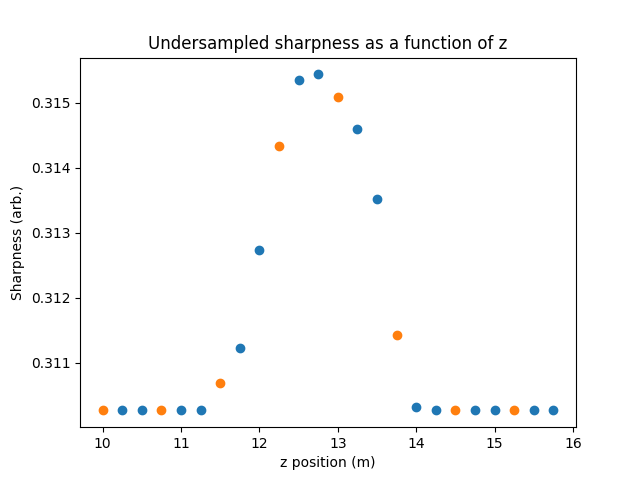 Undersampled sharpness as a function of z
0.315
0.314
0.313
0.312
0.311
Sharpness (arb.)
10 11 12 13 14 15 16
z position (m)